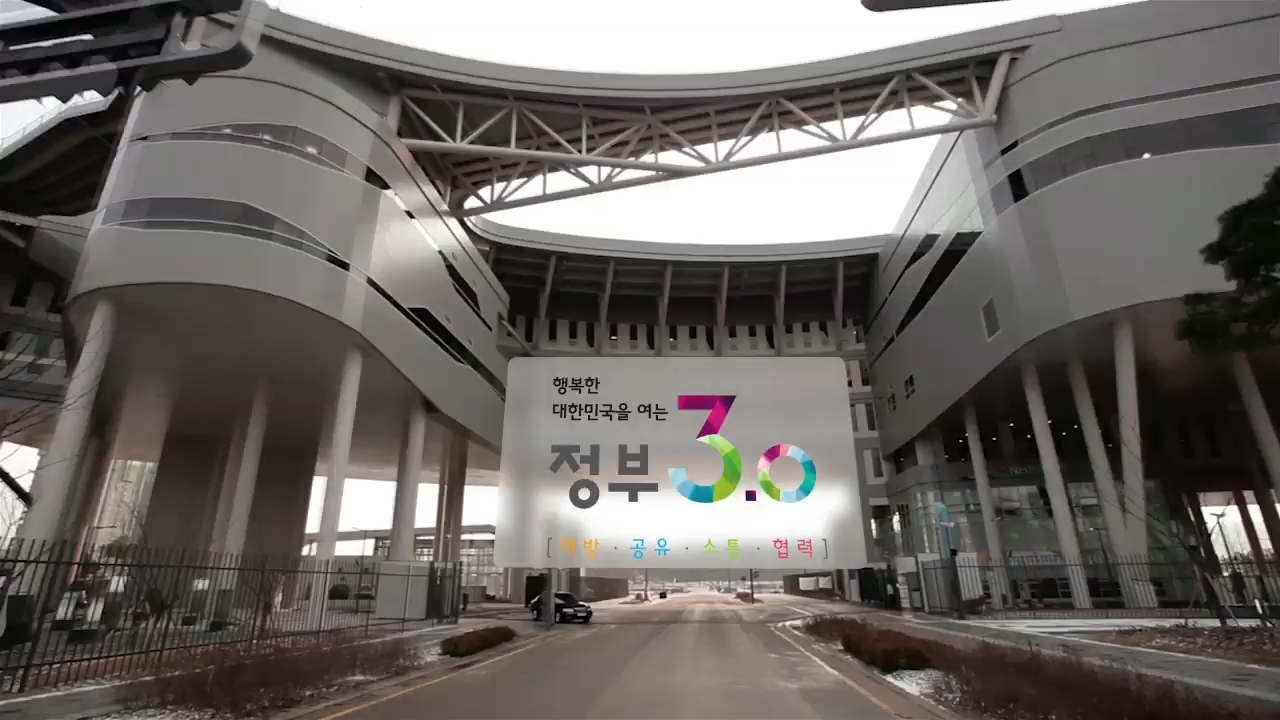 행복한
대한민국을 여는
정부 3.0
[ 개방 · 공유 · 소통 · 협력 ]